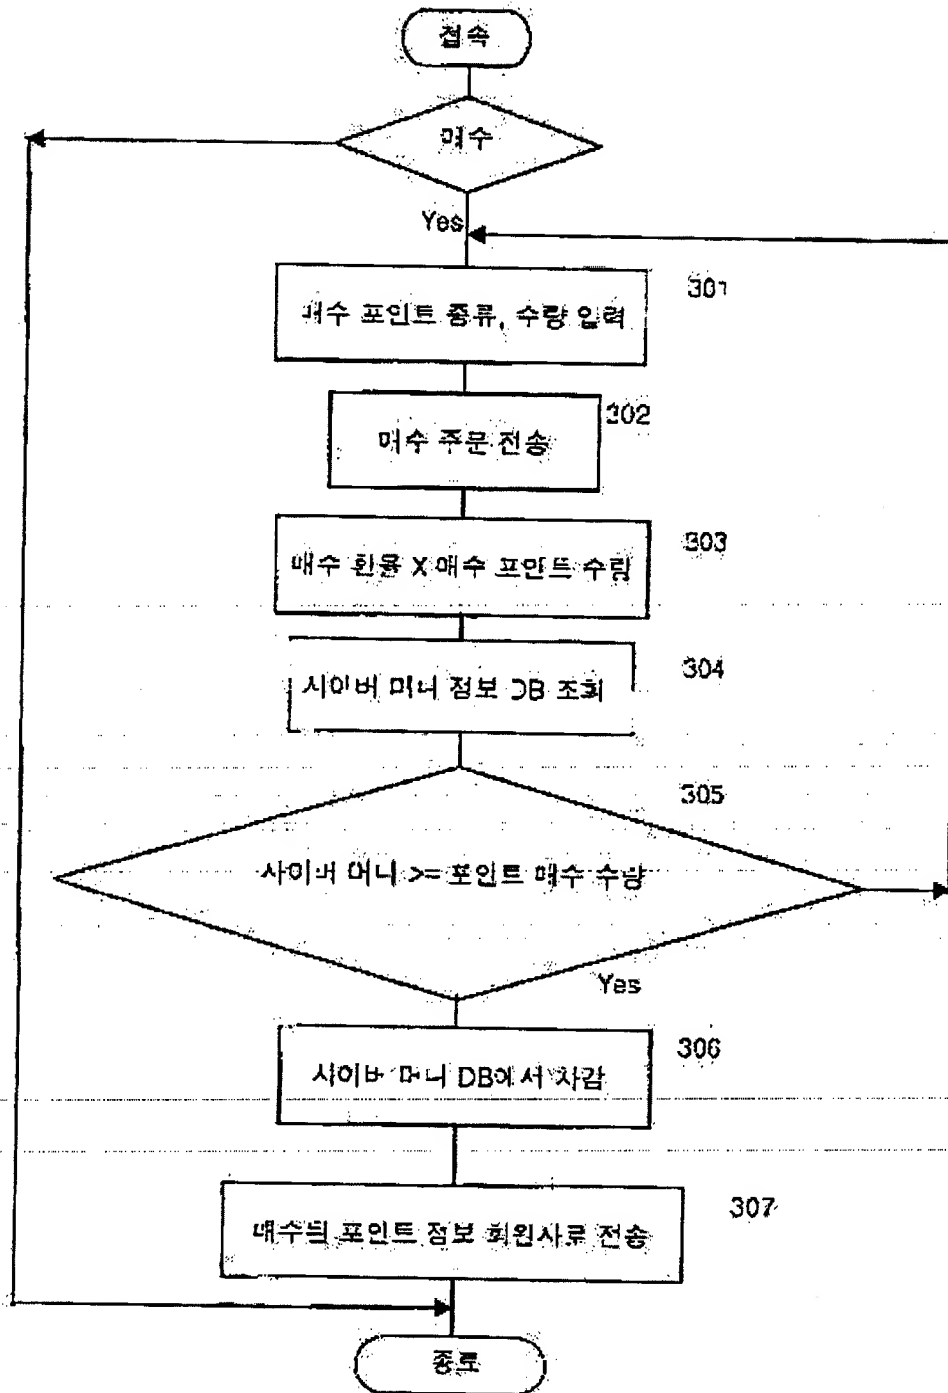 접속
매수
Yes
매수 포인트 종류, 수량 입력
301
302
매수 주문 전송
303
매수 환율 X 매수 포인트 수량
304
사이버 머니 정보 DB 조회
305
사이버 머니 >= 포인트 매수 수량
Yes
306
사이버 머니 DB에서 차감
307
매수된 포인트 정보 회원사로 전송
종료